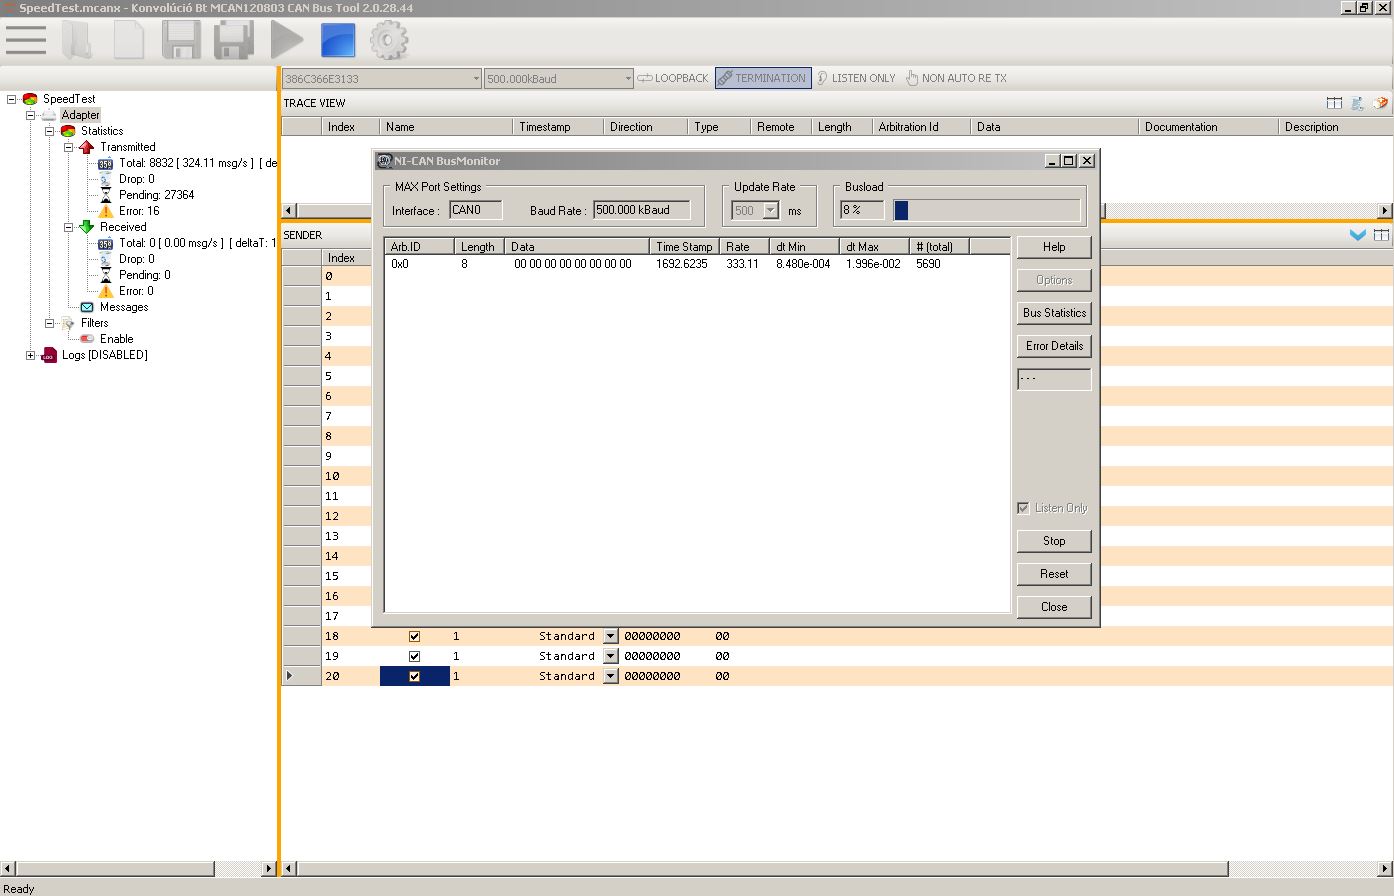 SpeedTest.mcanx - Konvolúció Bt MCAN120803 CAN Bus Tool 2.0.28.44
386C366E3133 500.000kBaud LOOPBACK TERMINATION LISTEN ONLY NON AUTO RE TX
SpeedTest
Adapter
Statistics
Transmitted
Total: 8832 [ 324.11 msg/s ] [ de
Drop: 0
Pending: 27364
Error: 16
Received
Total: 0 [ 0.00 msg/s ] [ deltaT: 1
Drop: 0
Pending: 0
Error: 0
Messages
Filters
Enable
LOG Logs [DISABLED]
TRACE VIEW
Index Name Timestamp Direction Type Remote Length Arbitration Id Data Documentation Description
NI-CAN BusMonitor
MAX Port Settings
Interface : CAN0 Baud Rate : 500.000 kBaud
Update Rate
500 ms
Busload
8 %
Arb.ID Length Data Time Stamp Rate dt Min dt Max # (total)
0x0 8 00 00 00 00 00 00 00 00 1692.6235 333.11 8.480e-004 1.996e-002 5690
Help
Options
Bus Statistics
Error Details
- - -
Listen Only
Stop
Reset
Close
SENDER
Index
0
1
2
3
4
5
6
7
8
9
10
11
12
13
14
15
16
17
18 1 Standard 00000000 00
19 1 Standard 00000000 00
20 1 Standard 00000000 00
Ready